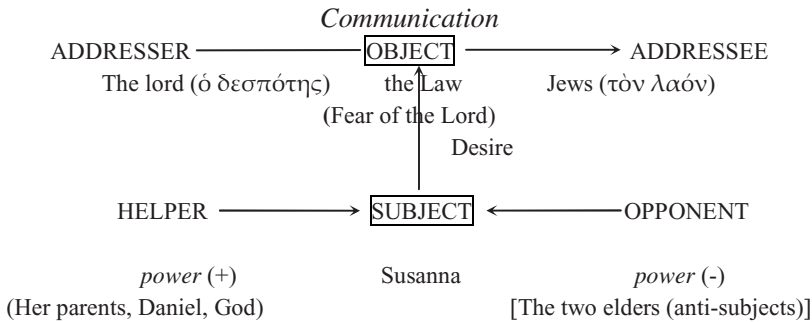 Communication
ADDRESSER OBJECT ADDRESSEE
The lord (ὁ δεσπότης) the Law Jews (τὸν λαόν)
(Fear of the Lord)
Desire
HELPER SUBJECT OPPONENT
power (+) Susanna power (-)
(Her parents, Daniel, God) [The two elders (anti-subjects)]